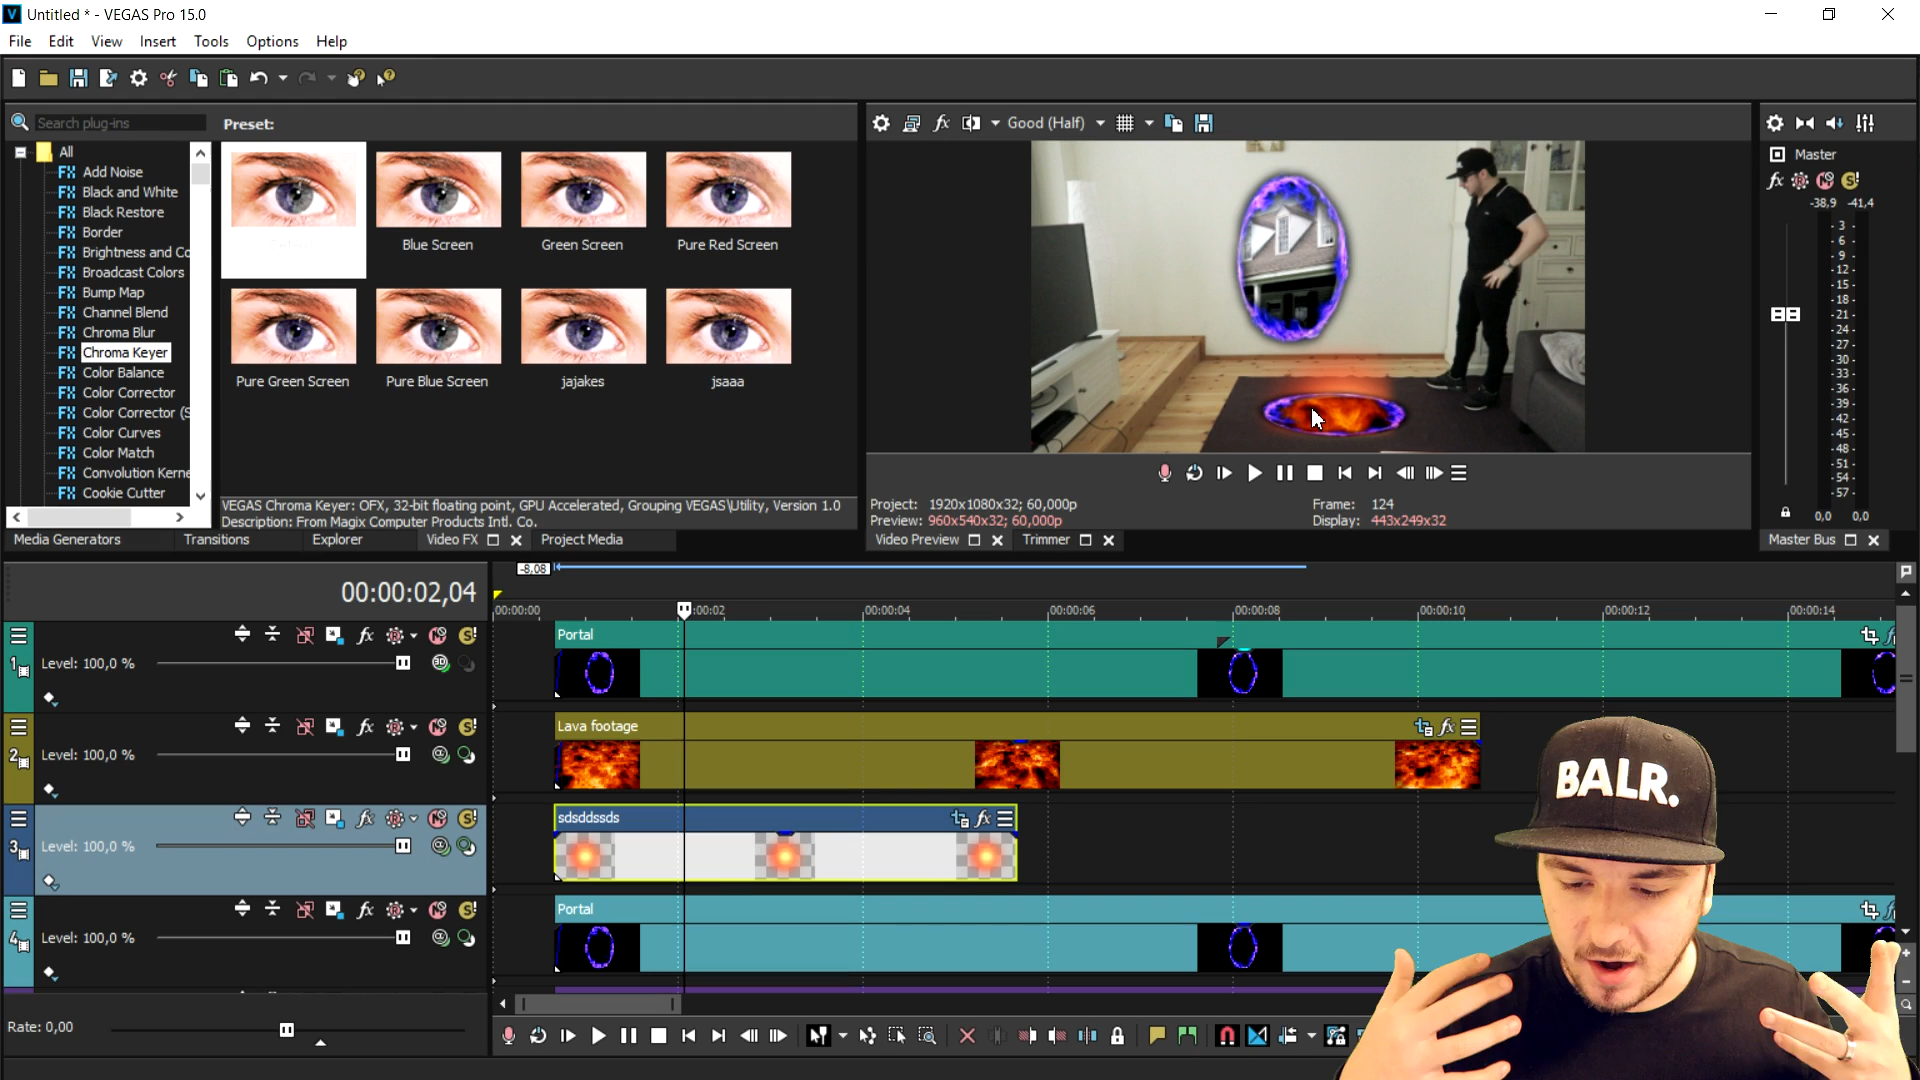 Untitled * - VEGAS Pro 15.0
File Edit View Insert Tools Options Help
Search plug-ins
Preset:
All
Add Noise
Black and White
Black Restore
Border
Brightness and Co
Broadcast Colors
Bump Map
Channel Blend
Chroma Blur
Chroma Keyer
Color Balance
Color Corrector
Color Corrector (S
Color Curves
Color Match
Convolution Kerne
Cookie Cutter
Blue Screen Green Screen Pure Red Screen
Pure Green Screen Pure Blue Screen jajakes jsaaa
VEGAS Chroma Keyer: OFX, 32-bit floating point, GPU Accelerated, Grouping VEGAS\Utility, Version 1.0
Description: From Magix Computer Products Intl. Co.
Media Generators Transitions Explorer Video FX Project Media
Good (Half)
Project: 1920x1080x32; 60,000p
Preview: 960x540x32; 60,000p
Frame: 124
Display: 443x249x32
Video Preview Trimmer
Master
-38,9 -41,4
-3-
-6-
-9-
-12-
-15-
-18-
-21-
-24-
-27-
-30-
-33-
-36-
-39-
-42-
-45-
-48-
-51-
-54-
-57-
0,0 0,0
Master Bus
00:00:02,04
-8,08
00:00:00 :00:02 00:00:04 00:00:06 00:00:08 00:00:10 00:00:12 00:00:14
1
Level: 100,0 %
Portal
2
Level: 100,0 %
Lava footage
3
Level: 100,0 %
sdsddssds
4
Level: 100,0 %
Portal
Rate: 0,00
BALR.